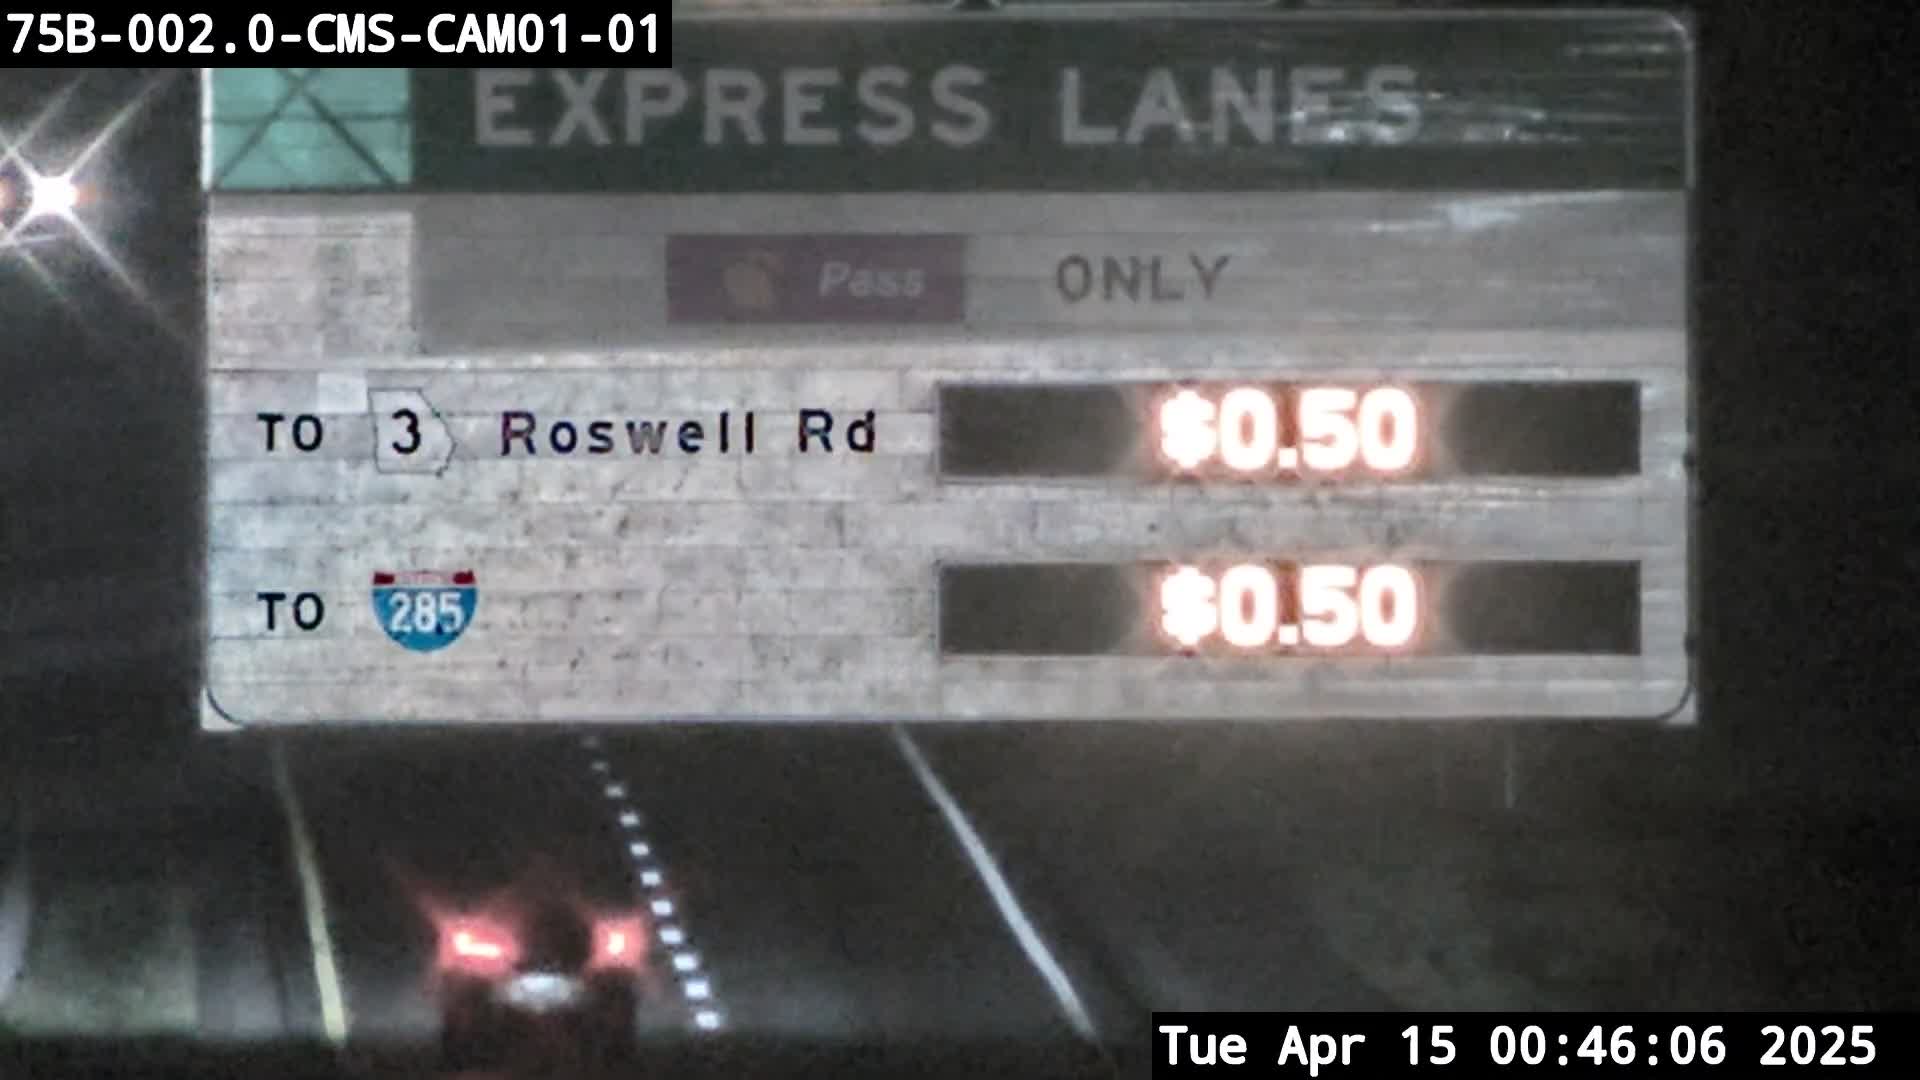 75B-002.0-CMS-CAM01-01
EXPRESS LANES
Pass ONLY
TO 3 Roswell Rd $0.50
TO 285 $0.50
Tue Apr 15 00:46:06 2025